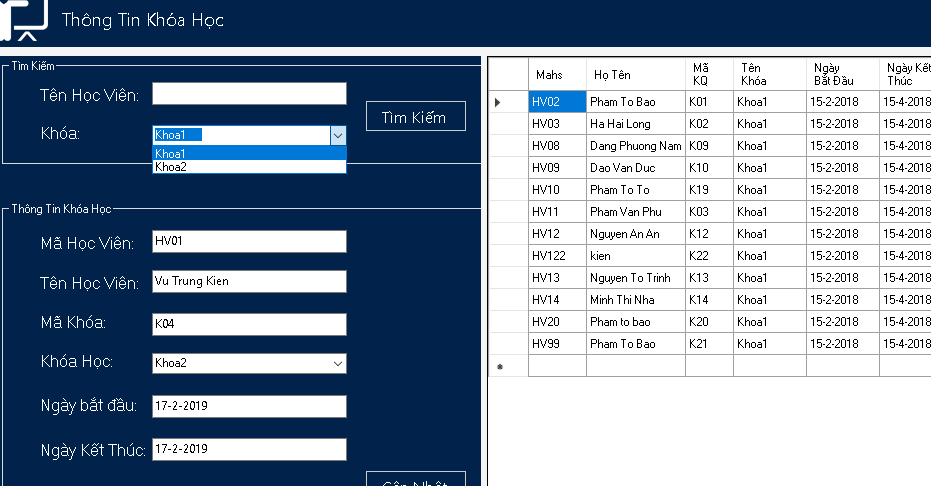 Thông Tin Khóa Học
Tìm Kiếm
Tên Học Viên:
Khóa:
Khoa1
Khoa1
Khoa2
Tìm Kiếm
Thông Tin Khóa Học
Mã Học Viên: HV01
Tên Học Viên: Vu Trung Kien
Mã Khóa: K04
Khóa Học: Khoa2
Ngày bắt đầu: 17-2-2019
Ngày Kết Thúc: 17-2-2019
Cập Nhật
Mahs Họ Tên Mã KQ Tên Khóa Ngày Bắt Đầu Ngày Kết Thúc
HV02 Pham To Bao K01 Khoa1 15-2-2018 15-4-2018
HV03 Ha Hai Long K02 Khoa1 15-2-2018 15-4-2018
HV08 Dang Phuong Nam K09 Khoa1 15-2-2018 15-4-2018
HV09 Dao Van Duc K10 Khoa1 15-2-2018 15-4-2018
HV10 Pham To To K19 Khoa1 15-2-2018 15-4-2018
HV11 Pham Van Phu K03 Khoa1 15-2-2018 15-4-2018
HV12 Nguyen An An K12 Khoa1 15-2-2018 15-4-2018
HV122 kien K22 Khoa1 15-2-2018 15-4-2018
HV13 Nguyen To Trinh K13 Khoa1 15-2-2018 15-4-2018
HV14 Minh Thi Nha K14 Khoa1 15-2-2018 15-4-2018
HV20 Pham to bao K20 Khoa1 15-2-2018 15-4-2018
HV99 Pham To Bao K21 Khoa1 15-2-2018 15-4-2018